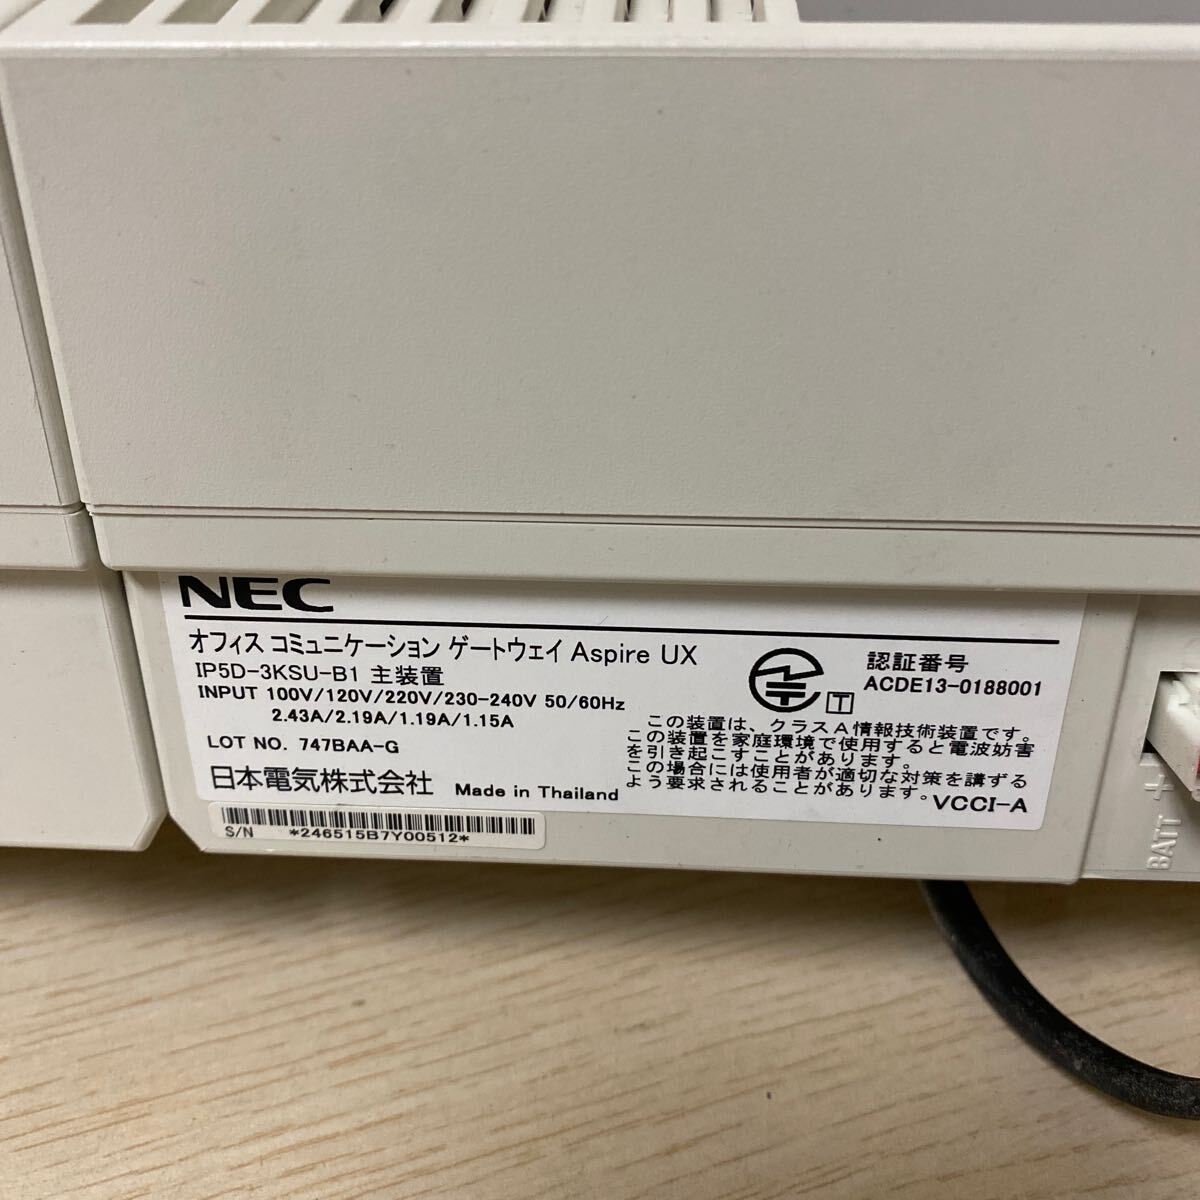 NEC
オフィス コミュニケーション ゲートウェイ Aspire UX
IP5D-3KSU-B1 主装置
INPUT 100V/120V/220V/230-240V 50/60Hz
2.43A/2.19A/1.19A/1.15A
LOT NO. 747BAA-G
日本電気株式会社 Made in Thailand
S/N *246515B7Y00512*
T
認証番号
ACDE13-0188001
この装置は、クラスA情報技術装置です。
この装置を家庭環境で使用すると電波妨害
を引き起こすことがあります。
この場合には使用者が適切な対策を講ずる
よう要求されることがあります。 VCCI-A
BATT +